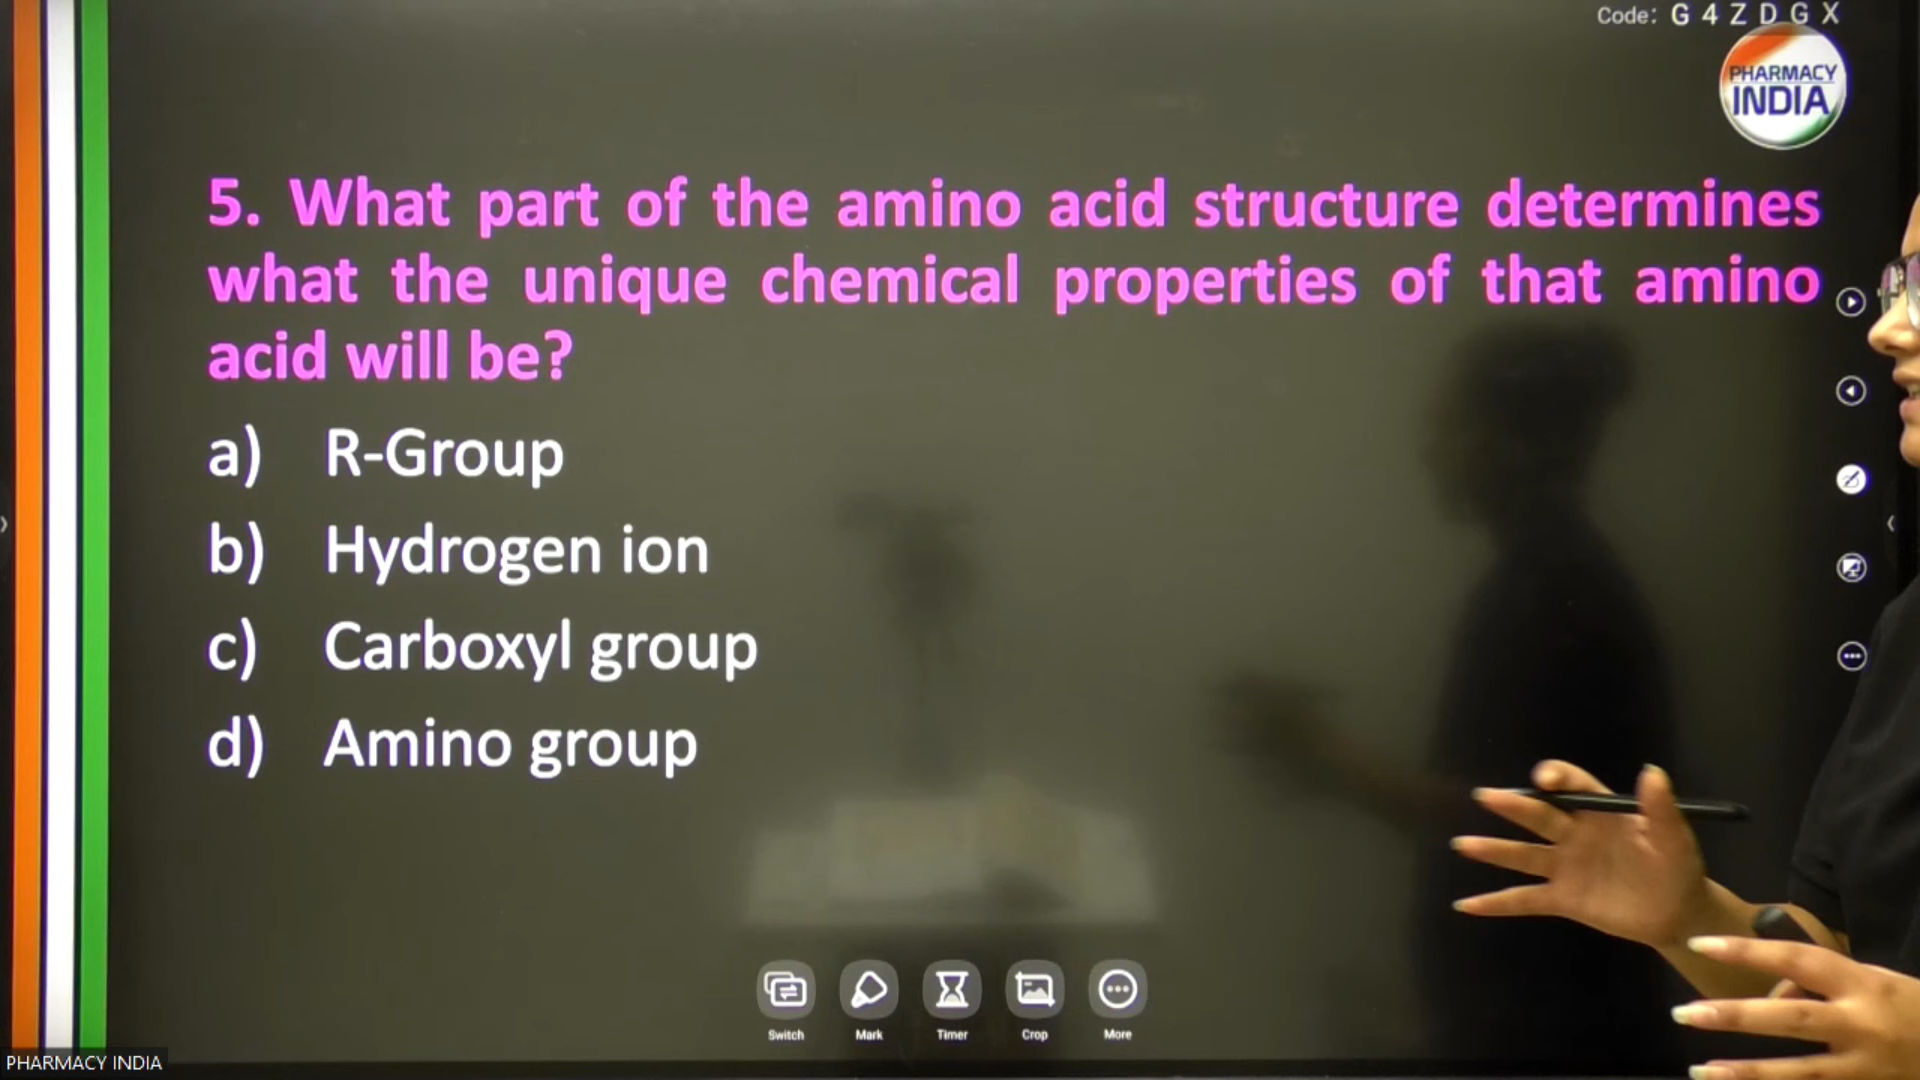 Code: G 4 Z D G X
PHARMACY
INDIA
5. What part of the amino acid structure determines
what the unique chemical properties of that amino
acid will be?
a) R-Group
b) Hydrogen ion
c) Carboxyl group
d) Amino group
Switch Mark Timer Crop More
PHARMACY INDIA